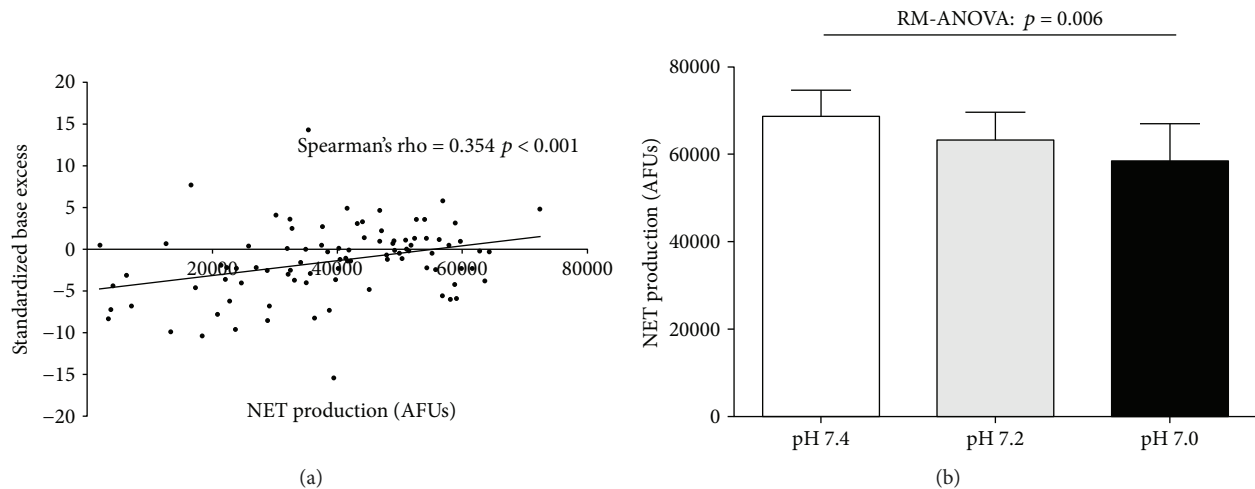 20
15
10
5
0
−5
−10
−15
−20
Standardized base excess
Spearman's rho = 0.354 p < 0.001
20000 40000 60000 80000
NET production (AFUs)
(a)
RM-ANOVA: p = 0.006
80000
60000
40000
20000
0
NET production (AFUs)
pH 7.4 pH 7.2 pH 7.0
(b)